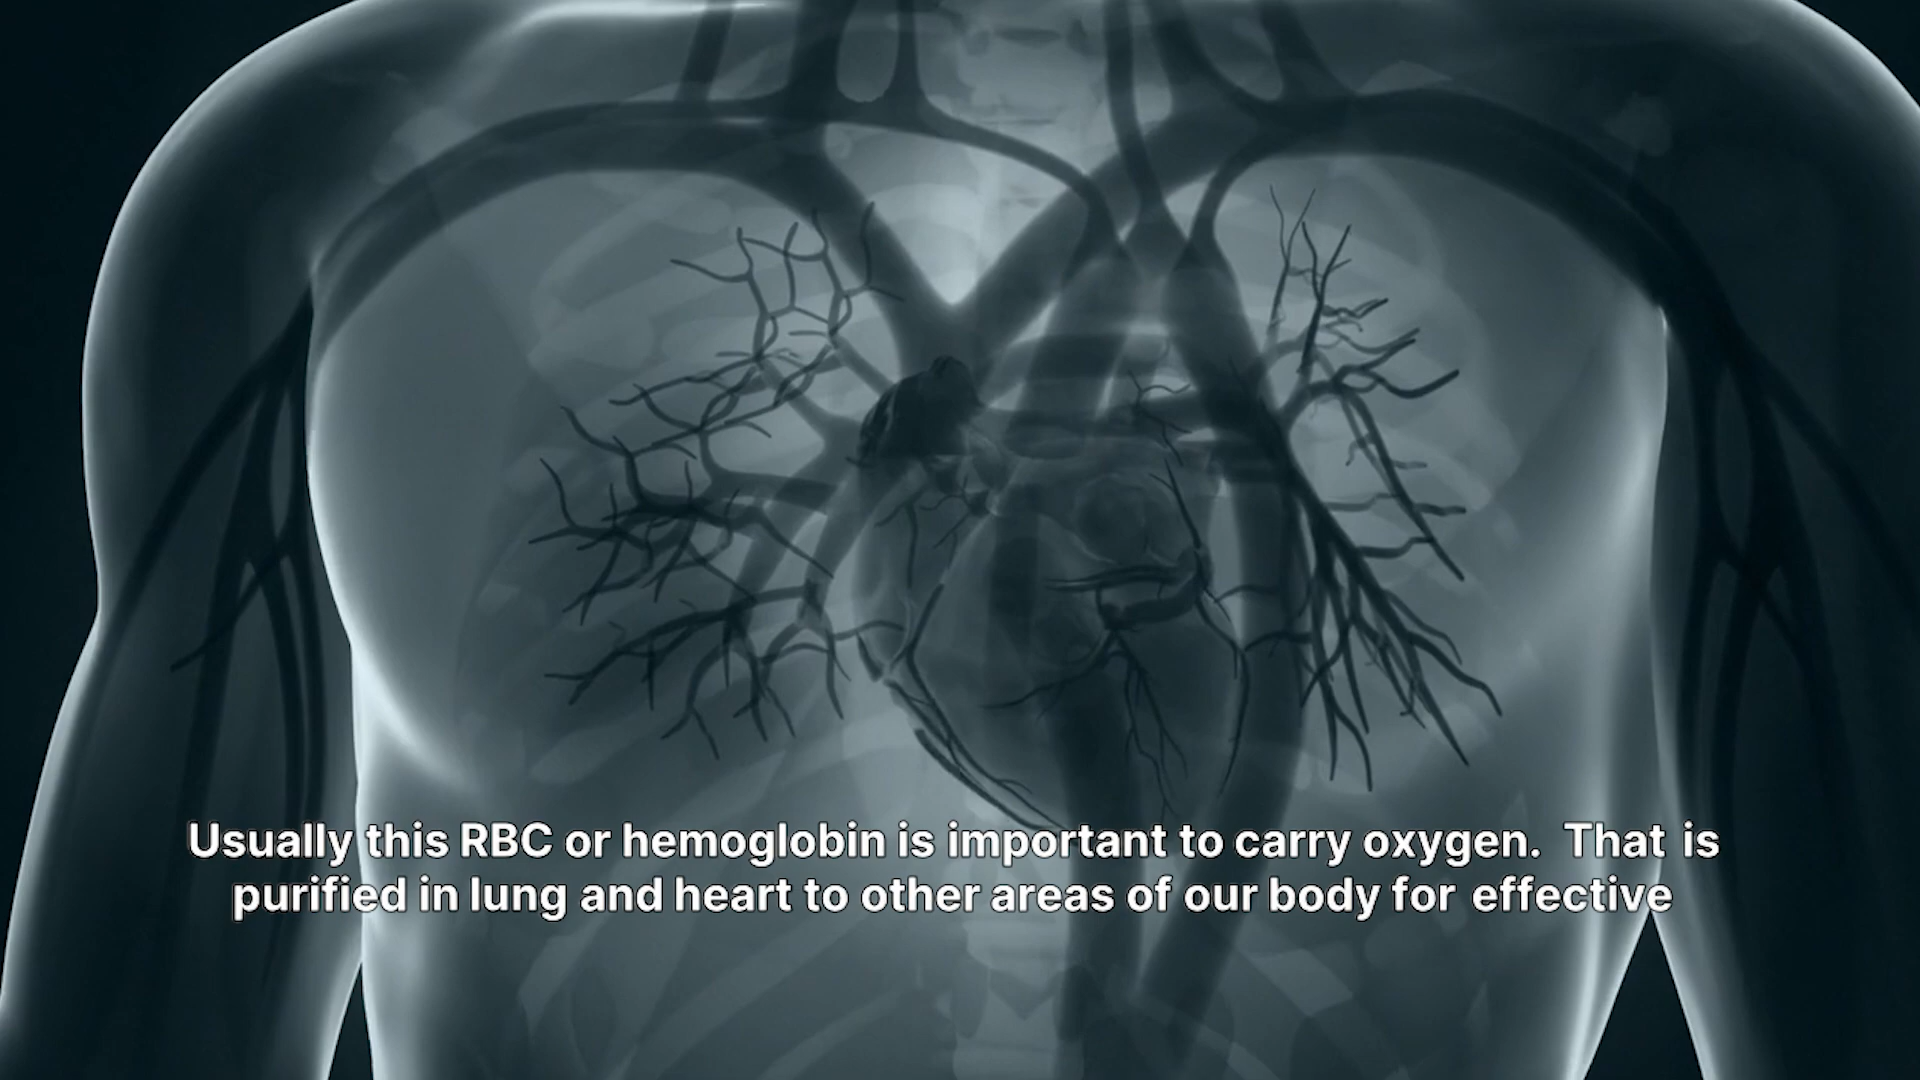 Usually this RBC or hemoglobin is important to carry oxygen. That is
purified in lung and heart to other areas of our body for effective